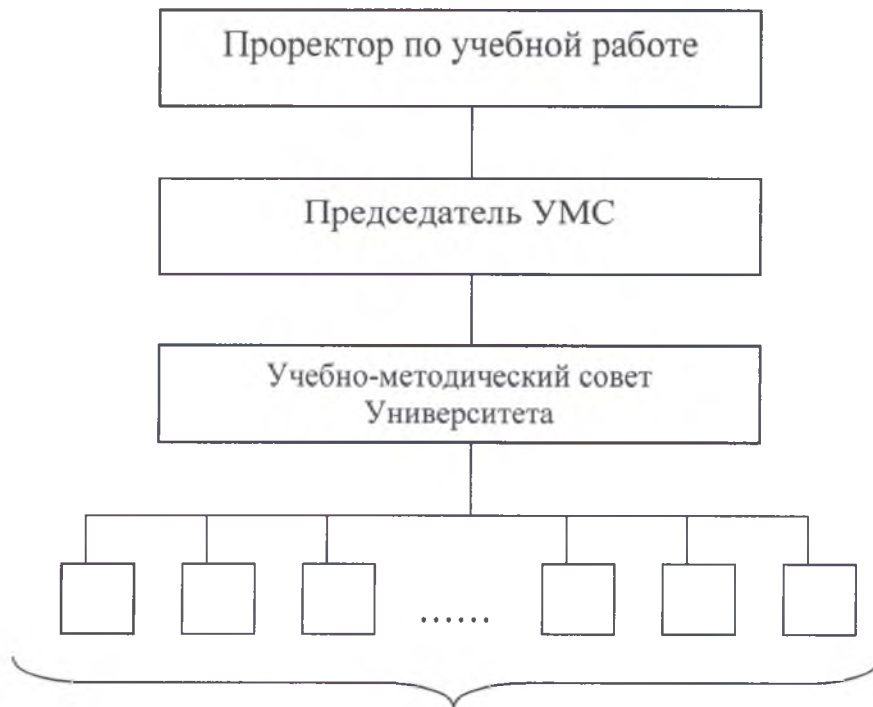 Проректор по учебной работе
Председатель УМС
Учебно-методический совет
Университета
......